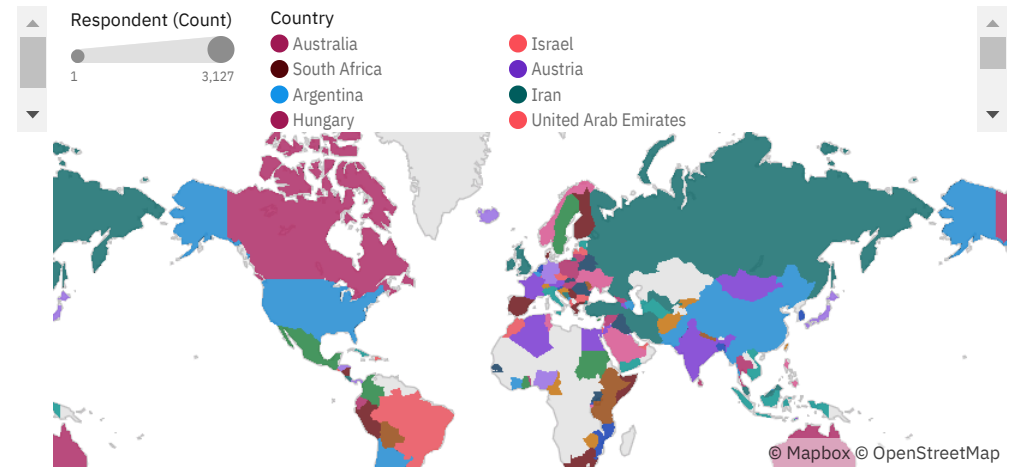 Respondent (Count)
1 3,127
Country
Australia
South Africa
Argentina
Hungary
Israel
Austria
Iran
United Arab Emirates
© Mapbox © OpenStreetMap